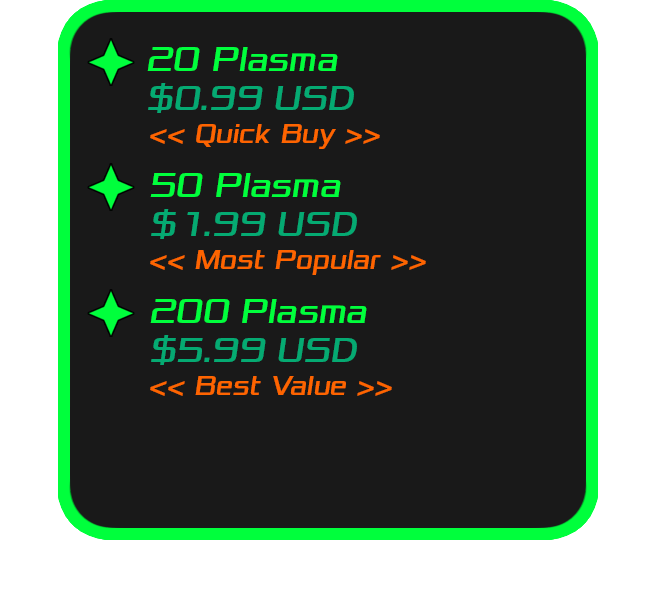 20 Plasma
$0.99 USD
<< Quick Buy >>
50 Plasma
$1.99 USD
<< Most Popular >>
200 Plasma
$5.99 USD
<< Best Value >>